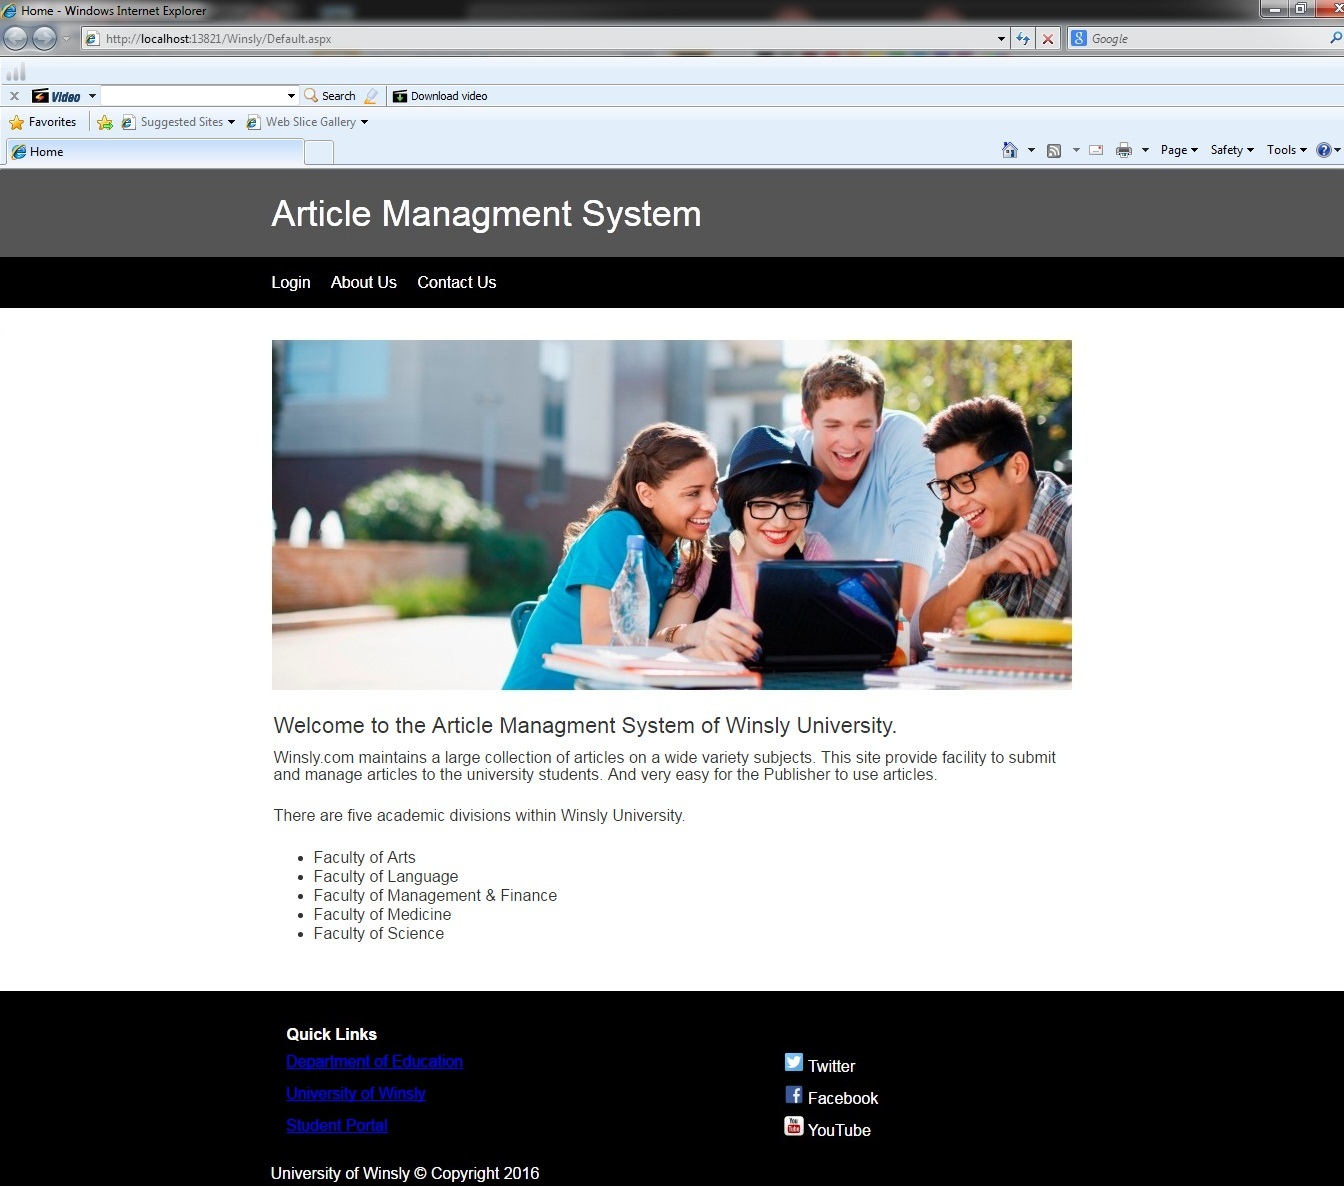 Home - Windows Internet Explorer
http://localhost:13821/Winsly/Default.aspx
Google
Video
Search
Download video
Favorites
Suggested Sites
Web Slice Gallery
Home
Page
Safety
Tools
Article Managment System
Login About Us Contact Us
Welcome to the Article Managment System of Winsly University.
Winsly.com maintains a large collection of articles on a wide variety subjects. This site provide facility to submit
and manage articles to the university students. And very easy for the Publisher to use articles.
There are five academic divisions within Winsly University.
• Faculty of Arts
• Faculty of Language
• Faculty of Management & Finance
• Faculty of Medicine
• Faculty of Science
Quick Links
Department of Education
University of Winsly
Student Portal
Twitter
Facebook
YouTube
University of Winsly © Copyright 2016